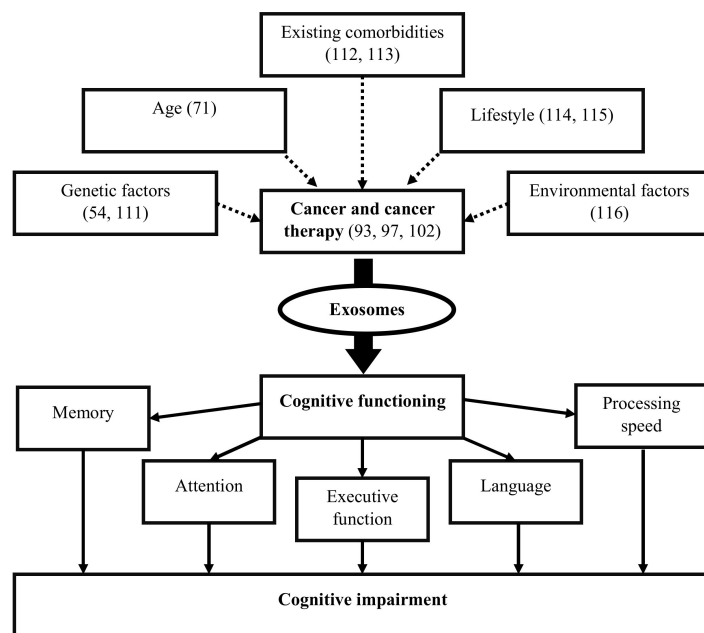 Existing comorbidities
(112, 113)
Age (71)
Lifestyle (114, 115)
Genetic factors
(54, 111)
Cancer and cancer
therapy (93, 97, 102)
Environmental factors
(116)
Exosomes
Memory
Cognitive functioning
Processing
speed
Attention
Executive
function
Language
Cognitive impairment